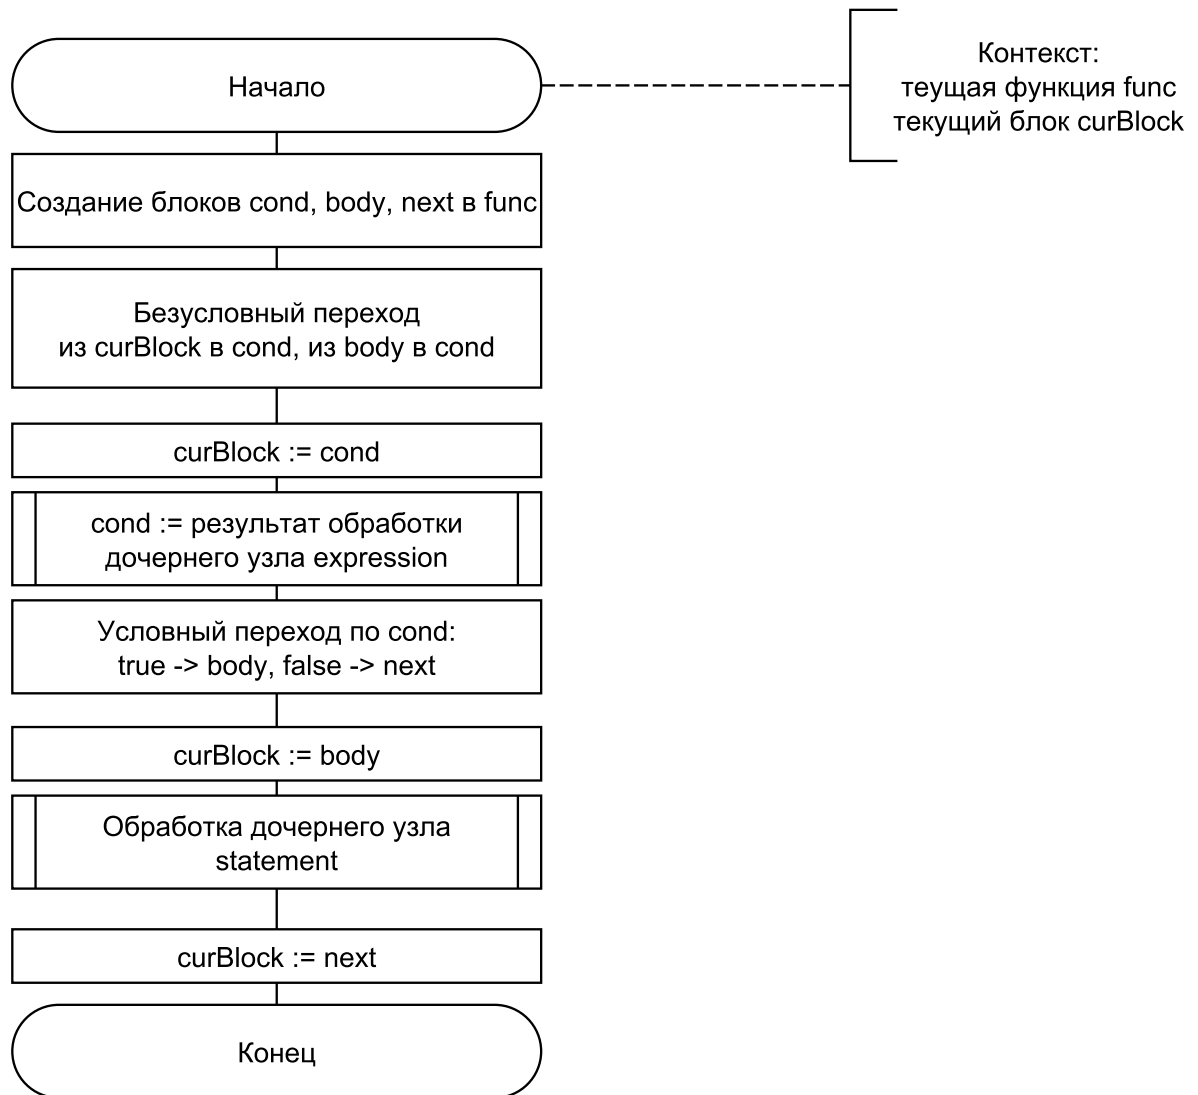 Начало
Контекст:
теущая функция func
текущий блок curBlock
Создание блоков cond, body, next в func
Безусловный переход
из curBlock в cond, из body в cond
curBlock := cond
cond := результат обработки
дочернего узла expression
Условный переход по cond:
true -> body, false -> next
curBlock := body
Обработка дочернего узла
statement
curBlock := next
Конец